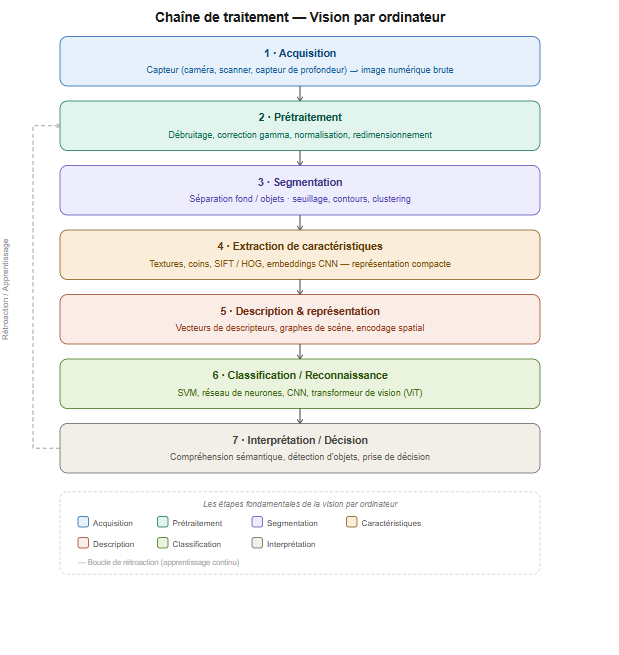 Chaîne de traitement — Vision par ordinateur
1 · Acquisition
Capteur (caméra, scanner, capteur de profondeur) → image numérique brute
2 · Prétraitement
Débruitage, correction gamma, normalisation, redimensionnement
3 · Segmentation
Séparation fond / objets · seuillage, contours, clustering
4 · Extraction de caractéristiques
Textures, coins, SIFT / HOG, embeddings CNN — représentation compacte
5 · Description & représentation
Vecteurs de descripteurs, graphes de scène, encodage spatial
6 · Classification / Reconnaissance
SVM, réseau de neurones, CNN, transformeur de vision (ViT)
7 · Interprétation / Décision
Compréhension sémantique, détection d'objets, prise de décision
Rétroaction / Apprentissage
Les étapes fondamentales de la vision par ordinateur
Acquisition Prétraitement Segmentation Caractéristiques
Description Classification Interprétation
— Boucle de rétroaction (apprentissage continu)